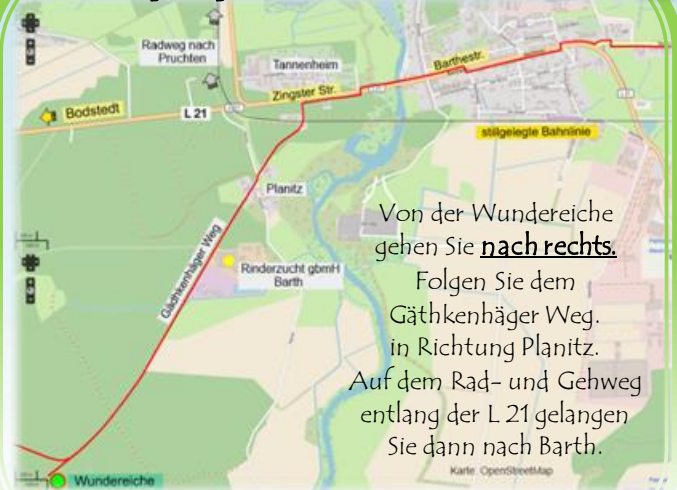 Radweg nach
Pruchten
Tannenheim
Barthestr.
Zingster Str.
Bodstedt
L 21
stillgelegte Bahnlinie
Planitz
Gädhkenhäger Weg
Rinderzucht gbmH
Barth
Von der Wundereiche
gehen Sie nach rechts.
Folgen Sie dem
Gäthkenhäger Weg.
in Richtung Planitz.
Auf dem Rad- und Gehweg
entlang der L 21 gelangen
Sie dann nach Barth.
Karte: OpenStreetMap
Wundereiche